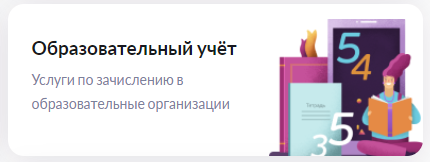 Образовательный учёт
Услуги по зачислению в
образовательные организации
5
4
Тетрадь
5
3